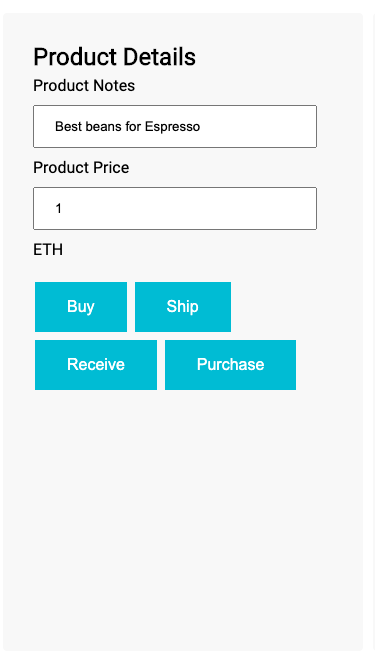 Product Details
Product Notes
Best beans for Espresso
Product Price
1
ETH
Buy Ship
Receive Purchase